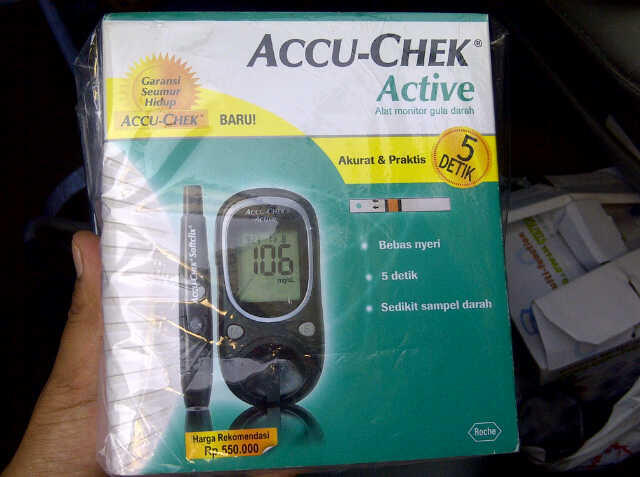 ACCU-CHEK®
Active
Alat monitor gula darah
Garansi
Seumur
Hidup
ACCU-CHEK®
BARU!
Akurat & Praktis
5
DETIK
ACCU-CHEK®
Active
106
mg/dL
Accu-Chek Softclix
Bebas nyeri
5 detik
Sedikit sampel darah
Harga Rekomendasi
Rp 550.000
Roche